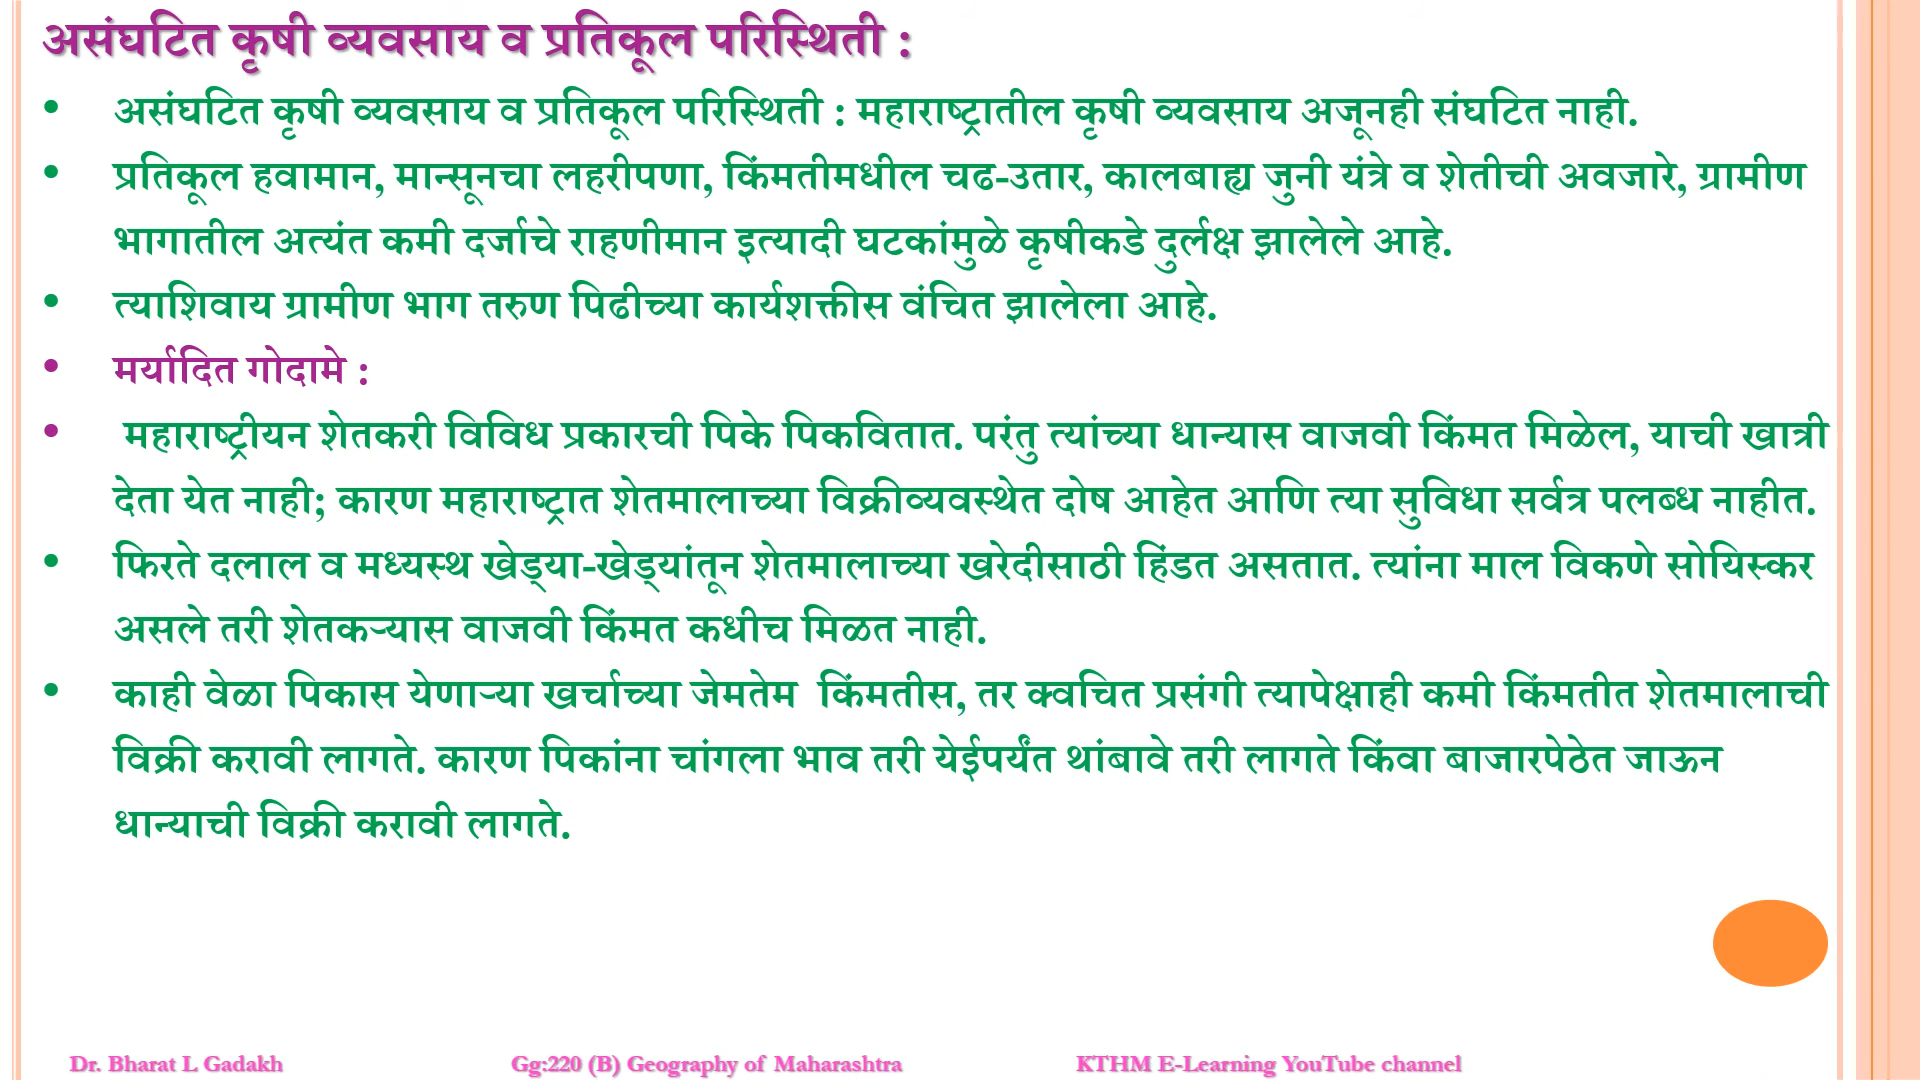 असंघटित कृषी व्यवसाय व प्रतिकूल परिस्थिती :
• असंघटित कृषी व्यवसाय व प्रतिकूल परिस्थिती : महाराष्ट्रातील कृषी व्यवसाय अजूनही संघटित नाही.
• प्रतिकूल हवामान, मान्सूनचा लहरीपणा, किंमतीमधील चढ-उतार, कालबाह्य जुनी यंत्रे व शेतीची अवजारे, ग्रामीण
भागातील अत्यंत कमी दर्जाचे राहणीमान इत्यादी घटकांमुळे कृषीकडे दुर्लक्ष झालेले आहे.
• त्याशिवाय ग्रामीण भाग तरुण पिढीच्या कार्यशक्तीस वंचित झालेला आहे.
• मर्यादित गोदामे :
• महाराष्ट्रीयन शेतकरी विविध प्रकारची पिके पिकवितात. परंतु त्यांच्या धान्यास वाजवी किंमत मिळेल, याची खात्री
देता येत नाही; कारण महाराष्ट्रात शेतमालाच्या विक्रीव्यवस्थेत दोष आहेत आणि त्या सुविधा सर्वत्र पलब्ध नाहीत.
• फिरते दलाल व मध्यस्थ खेड्या-खेड्यांतून शेतमालाच्या खरेदीसाठी हिंडत असतात. त्यांना माल विकणे सोयिस्कर
असले तरी शेतकऱ्यास वाजवी किंमत कधीच मिळत नाही.
• काही वेळा पिकास येणाऱ्या खर्चाच्या जेमतेम किंमतीस, तर क्वचित प्रसंगी त्यापेक्षाही कमी किंमतीत शेतमालाची
विक्री करावी लागते. कारण पिकांना चांगला भाव तरी येईपर्यंत थांबावे तरी लागते किंवा बाजारपेठेत जाऊन
धान्याची विक्री करावी लागते.
Dr. Bharat L Gadakh Gg:220 (B) Geography of Maharashtra KTHM E-Learning YouTube channel